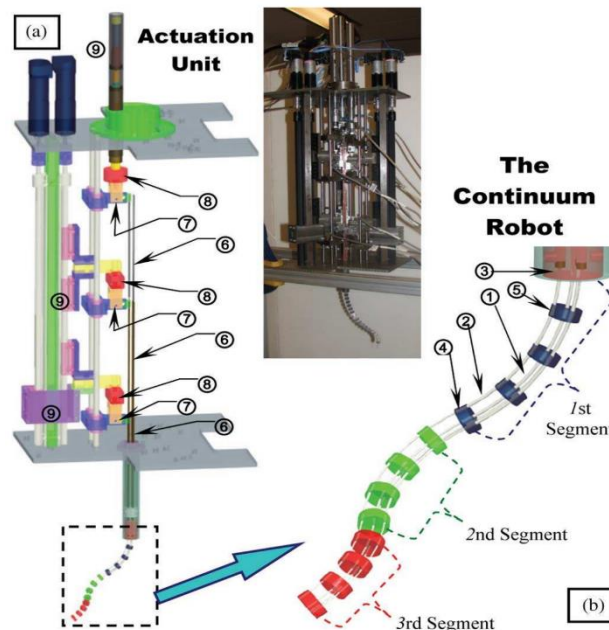 (a)
Actuation
Unit
⑨
⑧
⑦
⑥
⑨
⑧
⑦
⑥
⑧
⑨
⑦
⑥
The
Continuum
Robot
③
①
⑤
②
④
1st
Segment
2nd Segment
3rd Segment
(b)